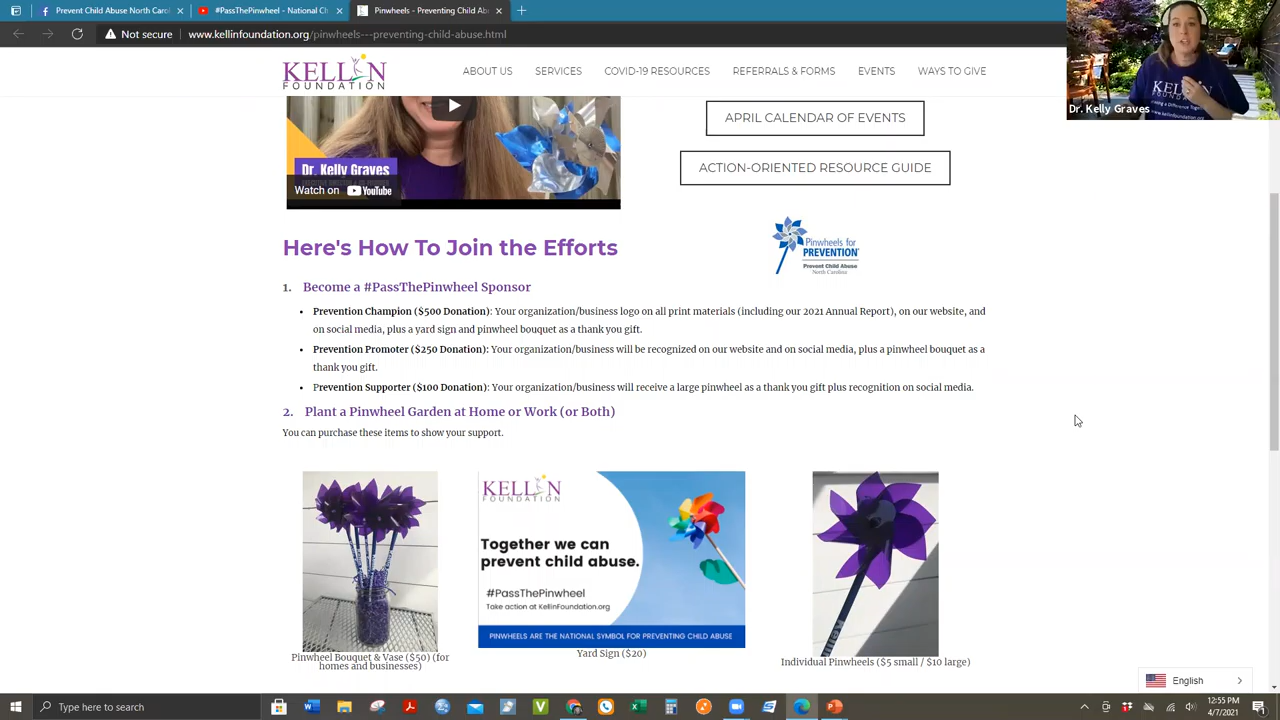 Prevent Child Abuse North Carol
#PassThePinwheel - YouTube
#PassThePinwheel - Ending Child Abu
Not secure
www.kellinfoundation.org/pinwheels---preventing-child-abuse.html
Dr. Kelly Graves
KELLIN
FOUNDATION
ABOUT US
SERVICES
COVID-19 RESOURCES
REFERRALS & FORMS
EVENTS
WAYS TO GIVE
APRIL CALENDAR OF EVENTS
ACTION-ORIENTED RESOURCE GUIDE
Dr. Kelly Graves
Watch on YouTube
Pinwheels for
PREVENTION
Prevent Child Abuse
North Carolina
Here's How To Join the Efforts
1. Become a #PassThePinwheel Sponsor
• Prevention Champion ($500 Donation): Your organization/business logo on all print materials (including our 2021 Annual Report), on our website, and
on social media, plus a yard sign and pinwheel bouquet as a thank you gift.
• Prevention Promoter ($250 Donation): Your organization/business will be recognized on our website and on social media, plus a pinwheel bouquet as a
thank you gift.
• Prevention Supporter ($100 Donation): Your organization/business will receive a large pinwheel as a thank you gift plus recognition on social media.
2. Plant a Pinwheel Garden at Home or Work (or Both)
You can purchase these items to show your support.
KELLIN
FOUNDATION
Together we can
prevent child abuse.
#PassThePinwheel
Take action at KellinFoundation.org
PINWHEELS ARE THE NATIONAL SYMBOL FOR PREVENTING CHILD ABUSE
Pinwheel Bouquet & Vase ($50) (for
homes and businesses)
Yard Sign ($20)
Individual Pinwheels ($5 small / $10 large)
English
Type here to search
12:55 PM
4/7/2021